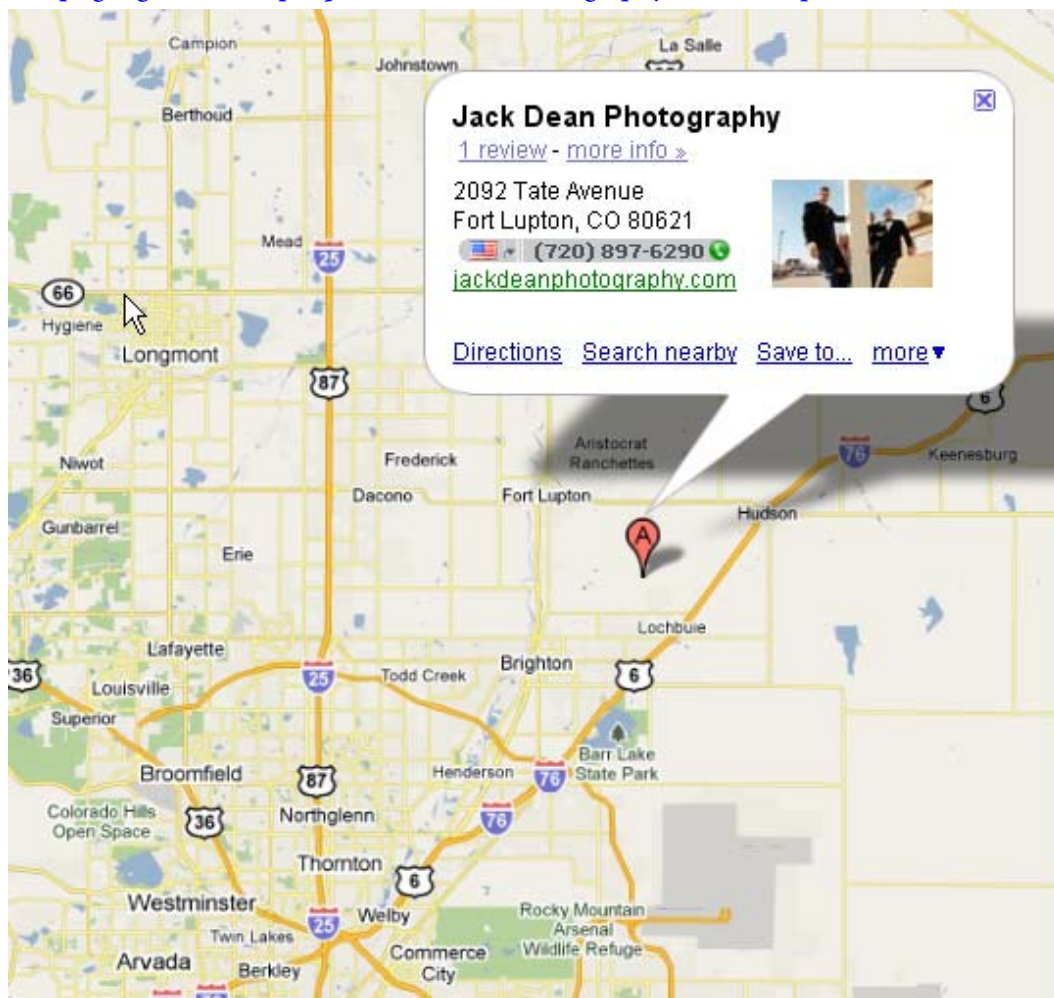 Campion
La Salle
Johnstown
Berthoud
Jack Dean Photography
1 review - more info »
2092 Tate Avenue
Fort Lupton, CO 80621
(720) 897-6290
jackdeanphotography.com
Directions Search nearby Save to... more
Mead
25
66
Hygiene
Longmont
87
6
Aristocrat
Ranchettes
76
Keenesburg
Niwot
Frederick
Dacono
Fort Lupton
Hudson
Gunbarrel
Erie
A
Lochbuie
Lafayette
Brighton
36
25
Todd Creek
6
Louisville
Superior
Barr Lake
State Park
Broomfield
87
Henderson
76
Colorado Hills
Open Space
36
Northglenn
76
Thornton
6
Westminster
25
Welby
Rocky Mountain
Arsenal
Wildlife Refuge
Twin Lakes
Commerce
City
Arvada
Berkley